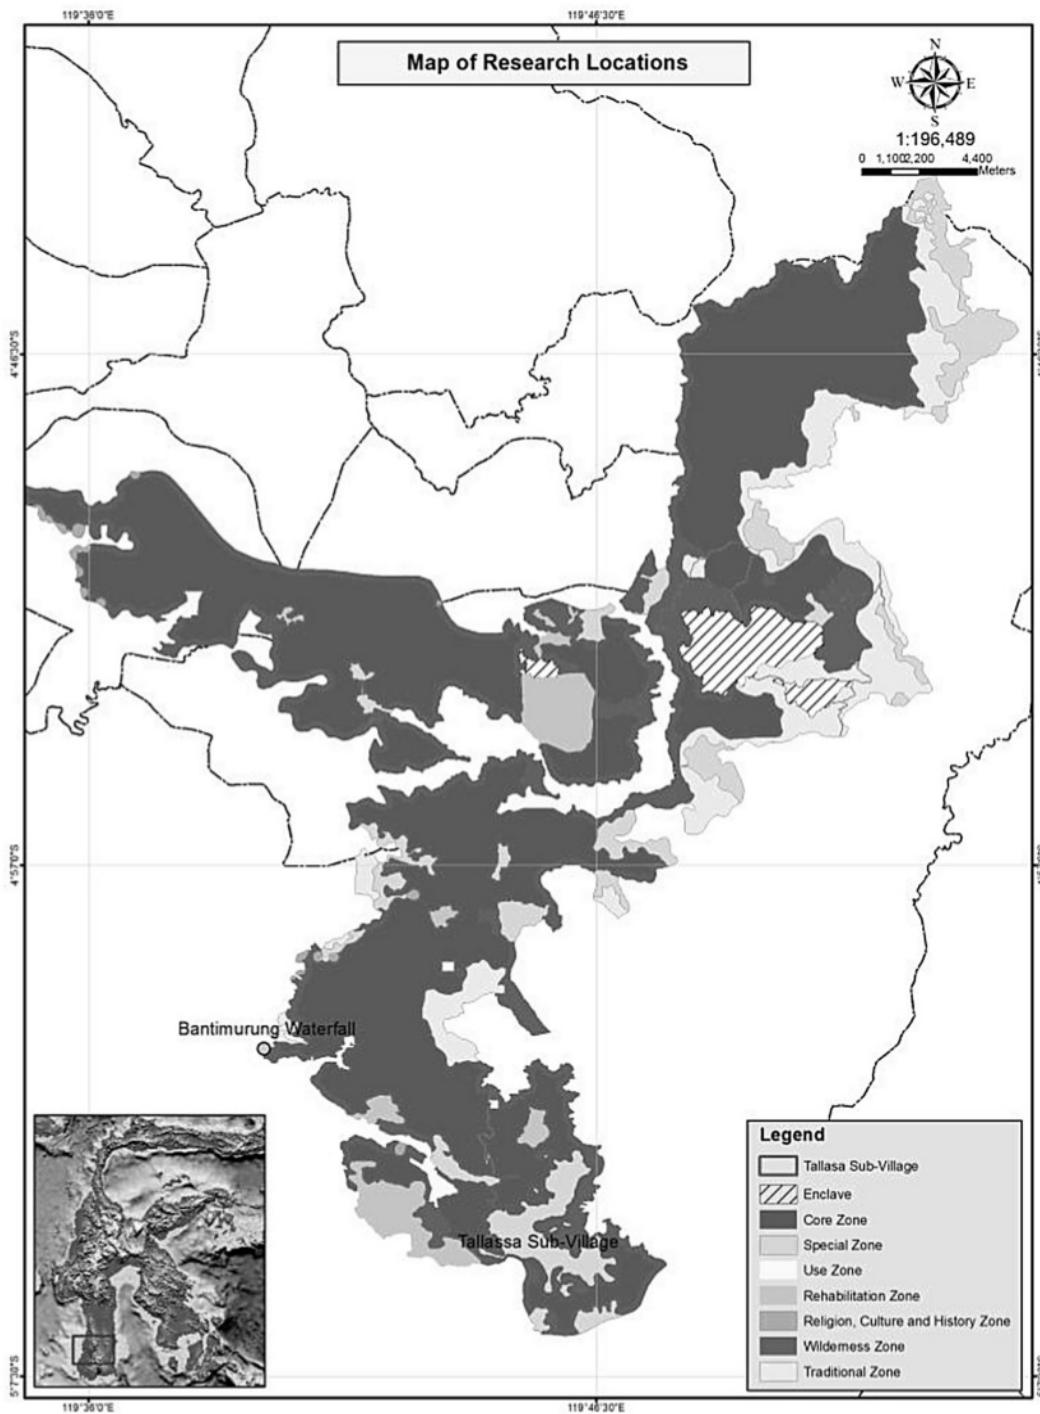 119°36'0"E
119°46'30"E
Map of Research Locations
N
W
E
S
1:196,489
0 1,100 2,200 4,400
Meters
4°46'30"S
4°57'0"S
Bantimurung Waterfall
Tallassa Sub-Village
Legend
Tallasa Sub-Village
Enclave
Core Zone
Special Zone
Use Zone
Rehabilitation Zone
Religion, Culture and History Zone
Wilderness Zone
Traditional Zone
5°7'30"S
119°36'0"E
119°46'30"E